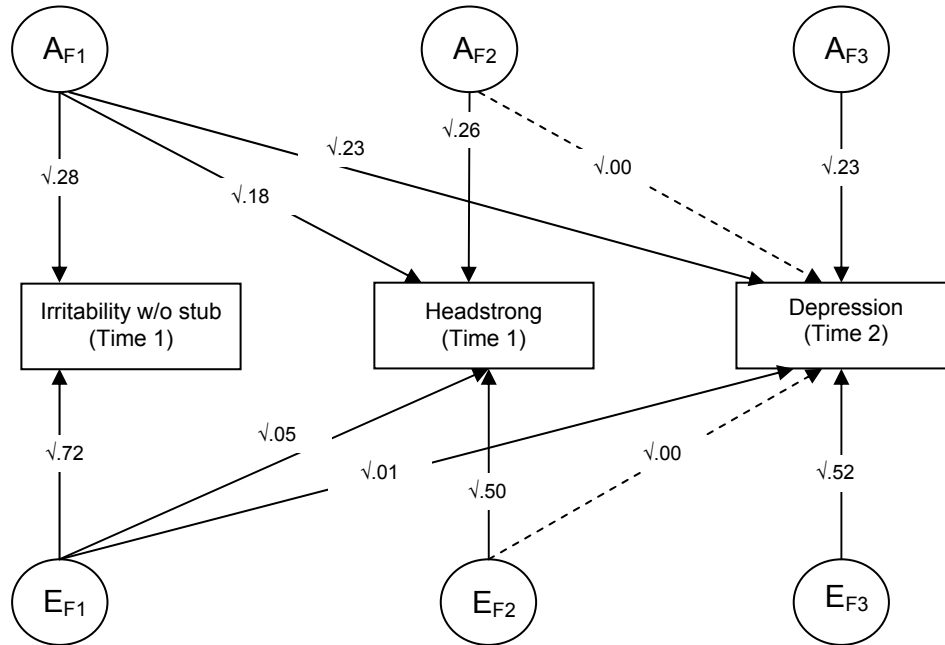 AF1
AF2
AF3
√.28
√.18
√.23
√.26
√.00
√.23
Irritability w/o stub
(Time 1)
Headstrong
(Time 1)
Depression
(Time 2)
√.72
√.05
√.01
√.50
√.00
√.52
EF1
EF2
EF3